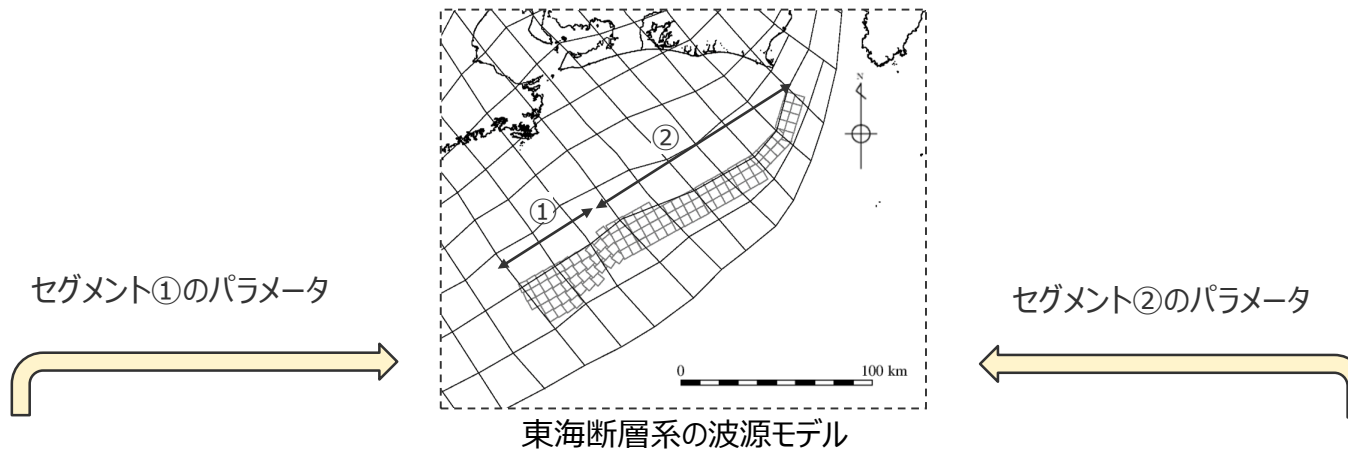 N
②
①
セグメント①のパラメータ
セグメント②のパラメータ
0 100 km
東海断層系の波源モデル